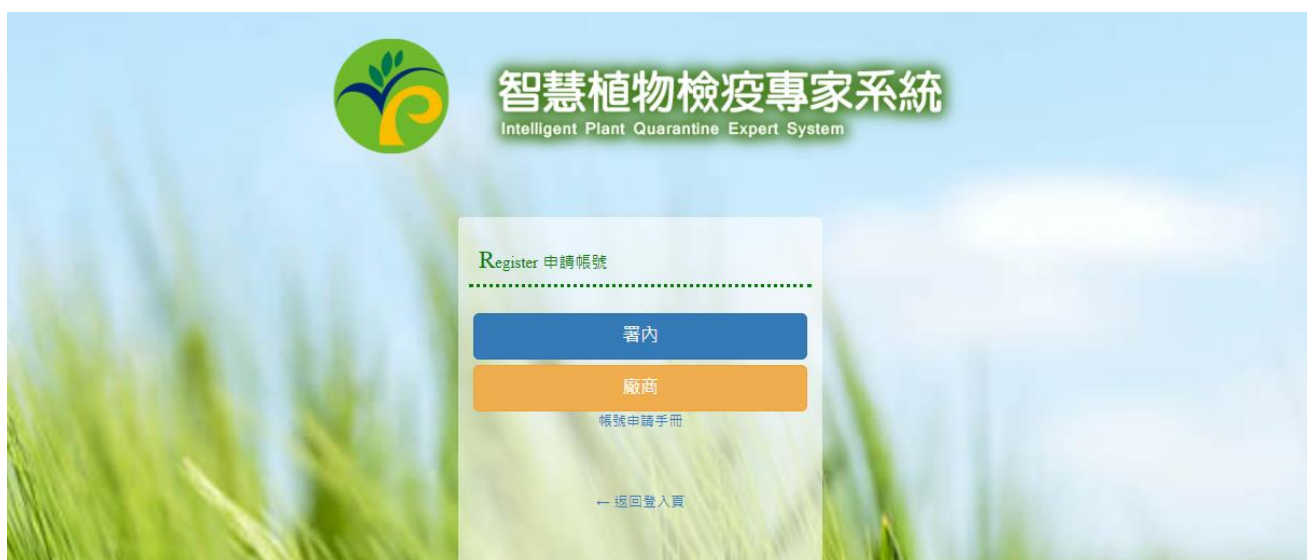 智慧植物檢疫專家系統
Intelligent Plant Quarantine Expert System
Register 申請帳號
署內
廠商
帳號申請手冊
← 返回登入頁